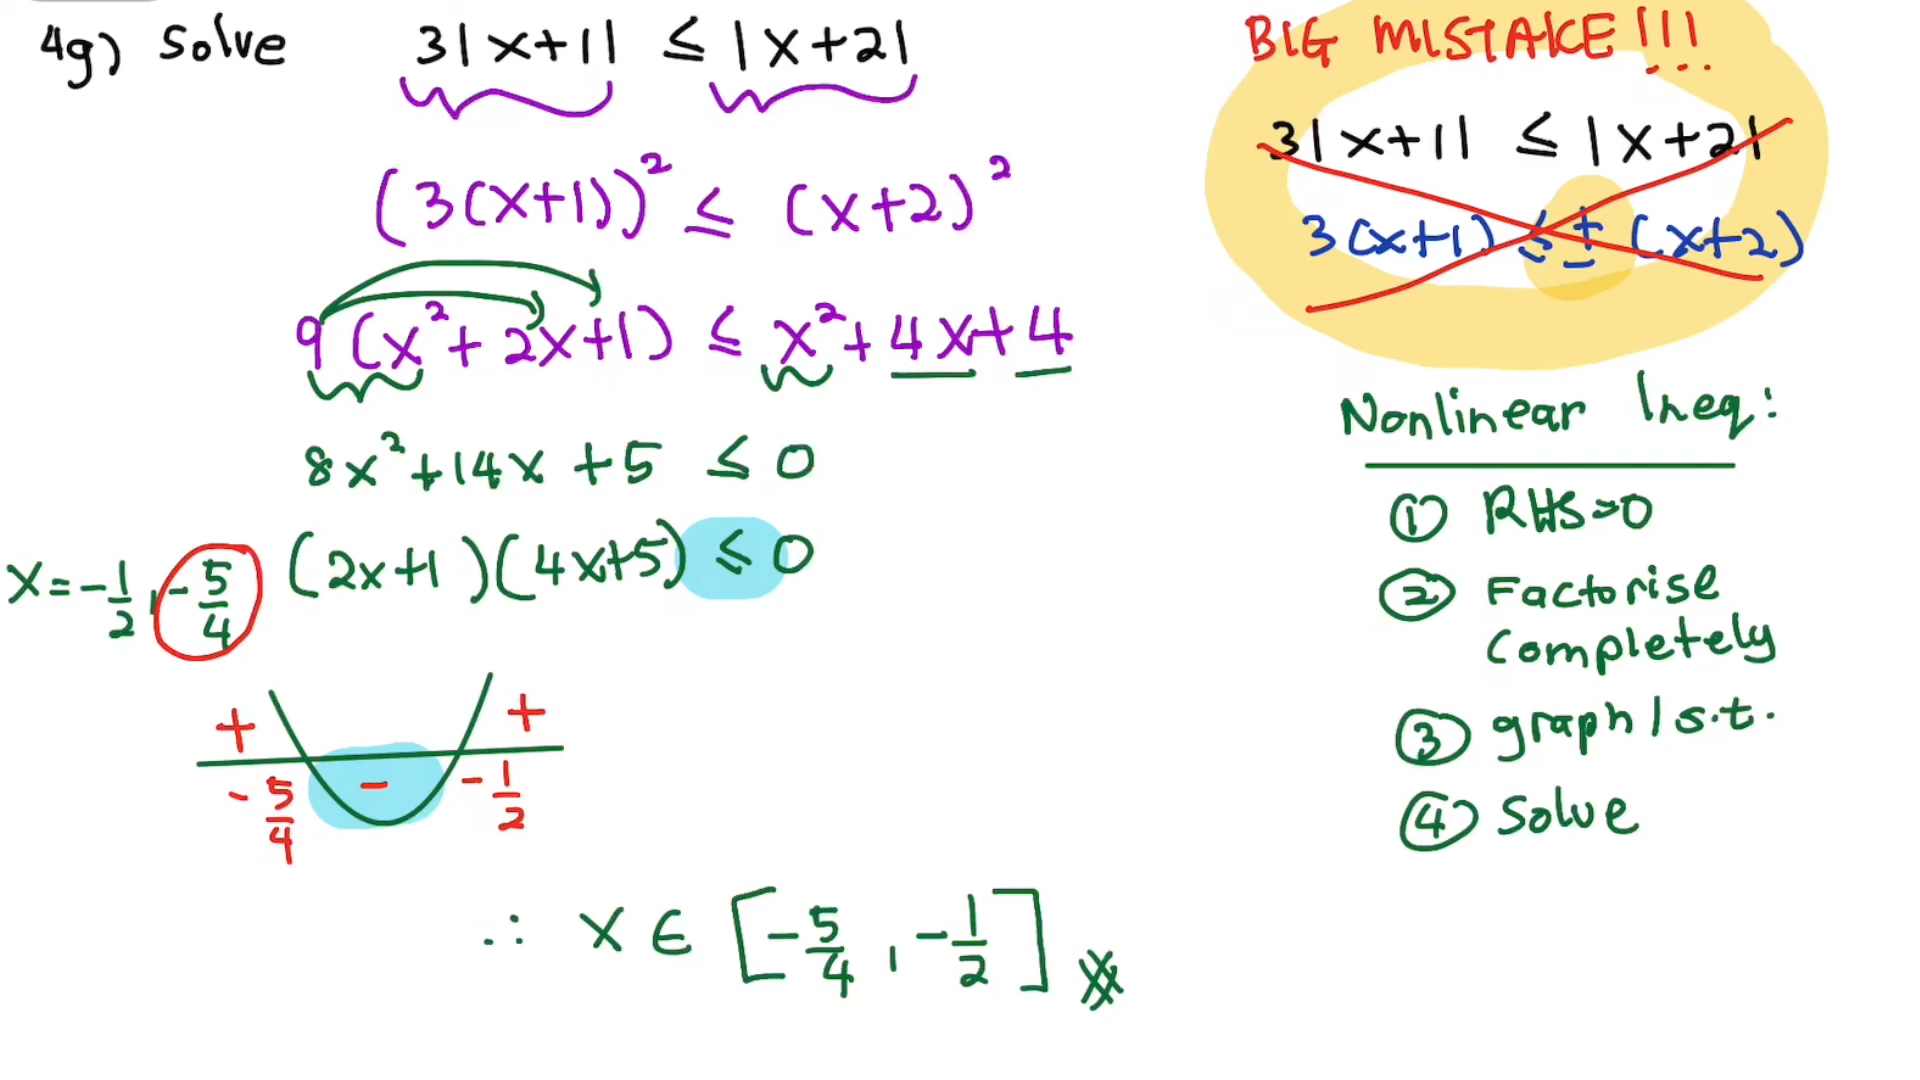 4g) Solve 3|x+1| ≤ |x+2|
(3(x+1))² ≤ (x+2)²
9(x²+2x+1) ≤ x²+4x+4
8x²+14x+5 ≤ 0
(2x+1)(4x+5) ≤ 0
x = -1/2, -5/4
+ - +
-5/4 -1/2
∴ x ∈ [-5/4, -1/2]
BIG MISTAKE!!!
3|x+1| ≤ |x+2|
3(x+1) ≤ ± (x+2)
Nonlinear Ineq:
① RHS=0
② Factorise
Completely
③ graph / s.t.
④ Solve